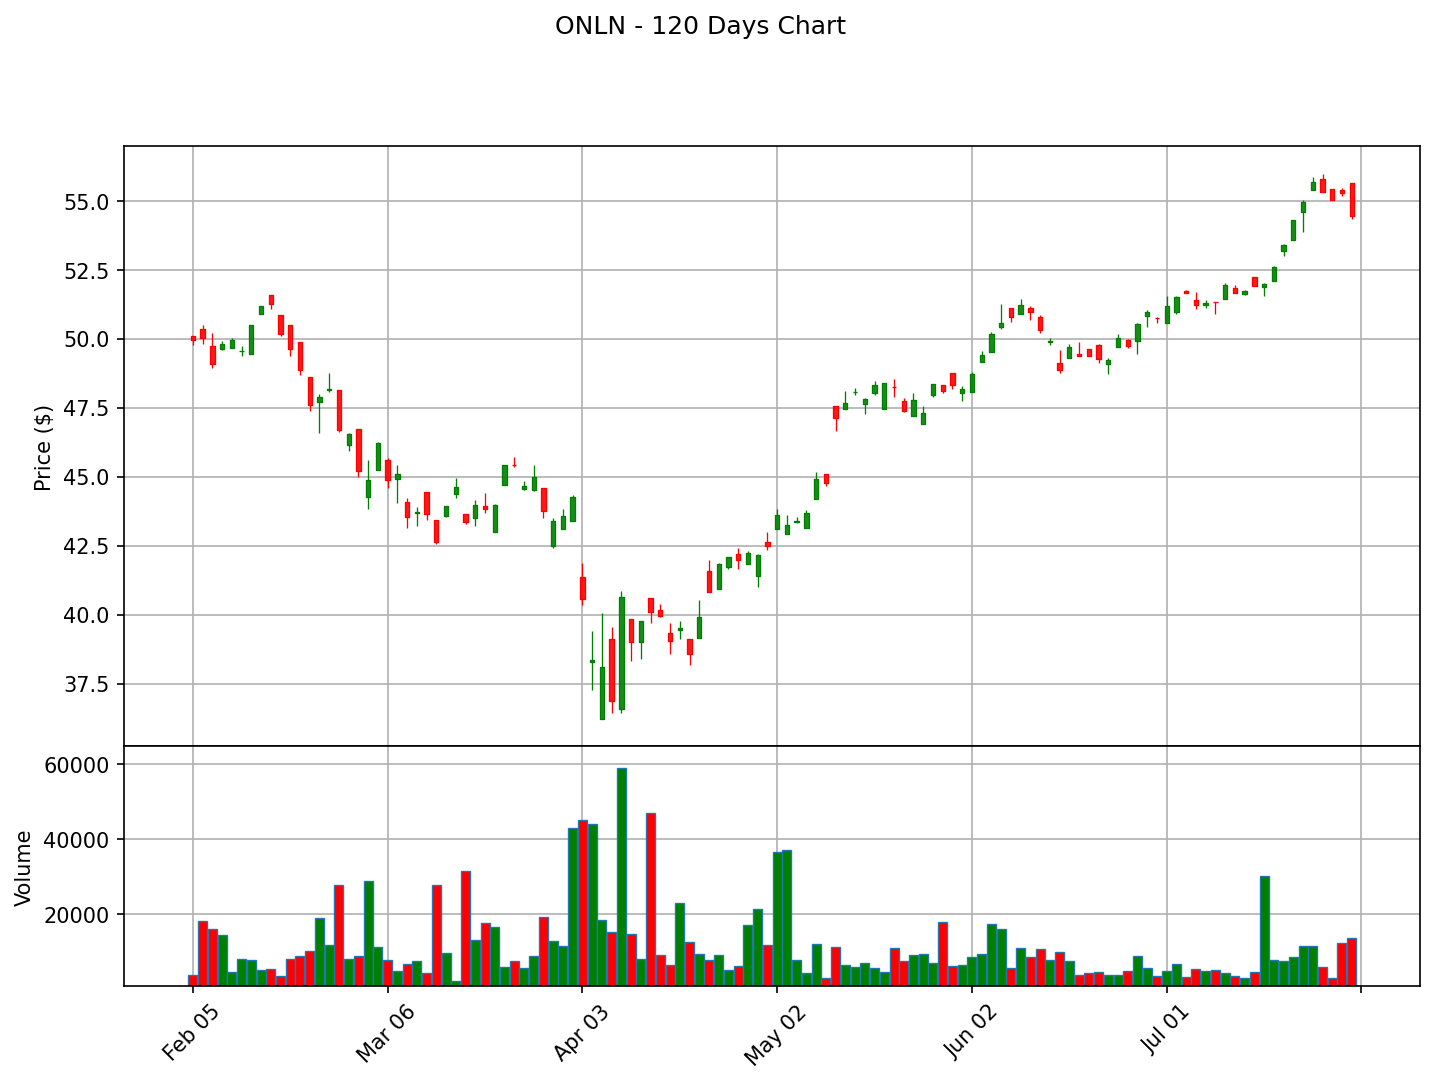 ONLN - 120 Days Chart
Price ($)
55.0
52.5
50.0
47.5
45.0
42.5
40.0
37.5
Volume
60000
40000
20000
Feb 05
Mar 06
Apr 03
May 02
Jun 02
Jul 01